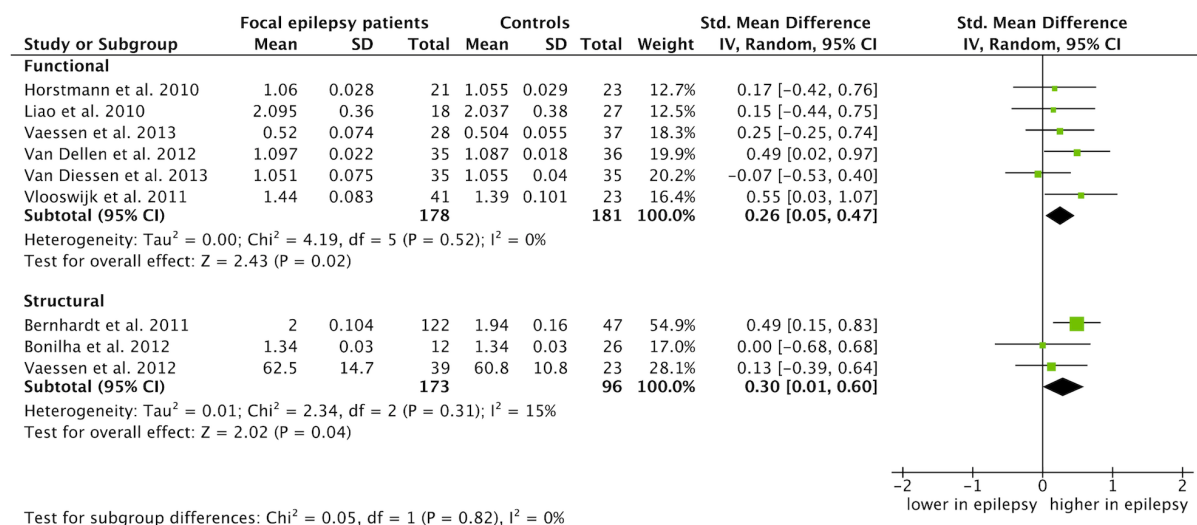 Focal epilepsy patients Controls Std. Mean Difference Std. Mean Difference
Study or Subgroup Mean SD Total Mean SD Total Weight IV, Random, 95% CI IV, Random, 95% CI
Functional
Horstmann et al. 2010 1.06 0.028 21 1.055 0.029 23 12.7% 0.17 [-0.42, 0.76]
Liao et al. 2010 2.095 0.36 18 2.037 0.38 27 12.5% 0.15 [-0.44, 0.75]
Vaessen et al. 2013 0.52 0.074 28 0.504 0.055 37 18.3% 0.25 [-0.25, 0.74]
Van Dellen et al. 2012 1.097 0.022 35 1.087 0.018 36 19.9% 0.49 [0.02, 0.97]
Van Diessen et al. 2013 1.051 0.075 35 1.055 0.04 35 20.2% -0.07 [-0.53, 0.40]
Vlooswijk et al. 2011 1.44 0.083 41 1.39 0.101 23 16.4% 0.55 [0.03, 1.07]
Subtotal (95% CI) 178 181 100.0% 0.26 [0.05, 0.47]
Heterogeneity: Tau² = 0.00; Chi² = 4.19, df = 5 (P = 0.52); I² = 0%
Test for overall effect: Z = 2.43 (P = 0.02)
Structural
Bernhardt et al. 2011 2 0.104 122 1.94 0.16 47 54.9% 0.49 [0.15, 0.83]
Bonilha et al. 2012 1.34 0.03 12 1.34 0.03 26 17.0% 0.00 [-0.68, 0.68]
Vaessen et al. 2012 62.5 14.7 39 60.8 10.8 23 28.1% 0.13 [-0.39, 0.64]
Subtotal (95% CI) 173 96 100.0% 0.30 [0.01, 0.60]
Heterogeneity: Tau² = 0.01; Chi² = 2.34, df = 2 (P = 0.31); I² = 15%
Test for overall effect: Z = 2.02 (P = 0.04)
-2 -1 0 1 2
lower in epilepsy higher in epilepsy
Test for subgroup differences: Chi² = 0.05, df = 1 (P = 0.82), I² = 0%